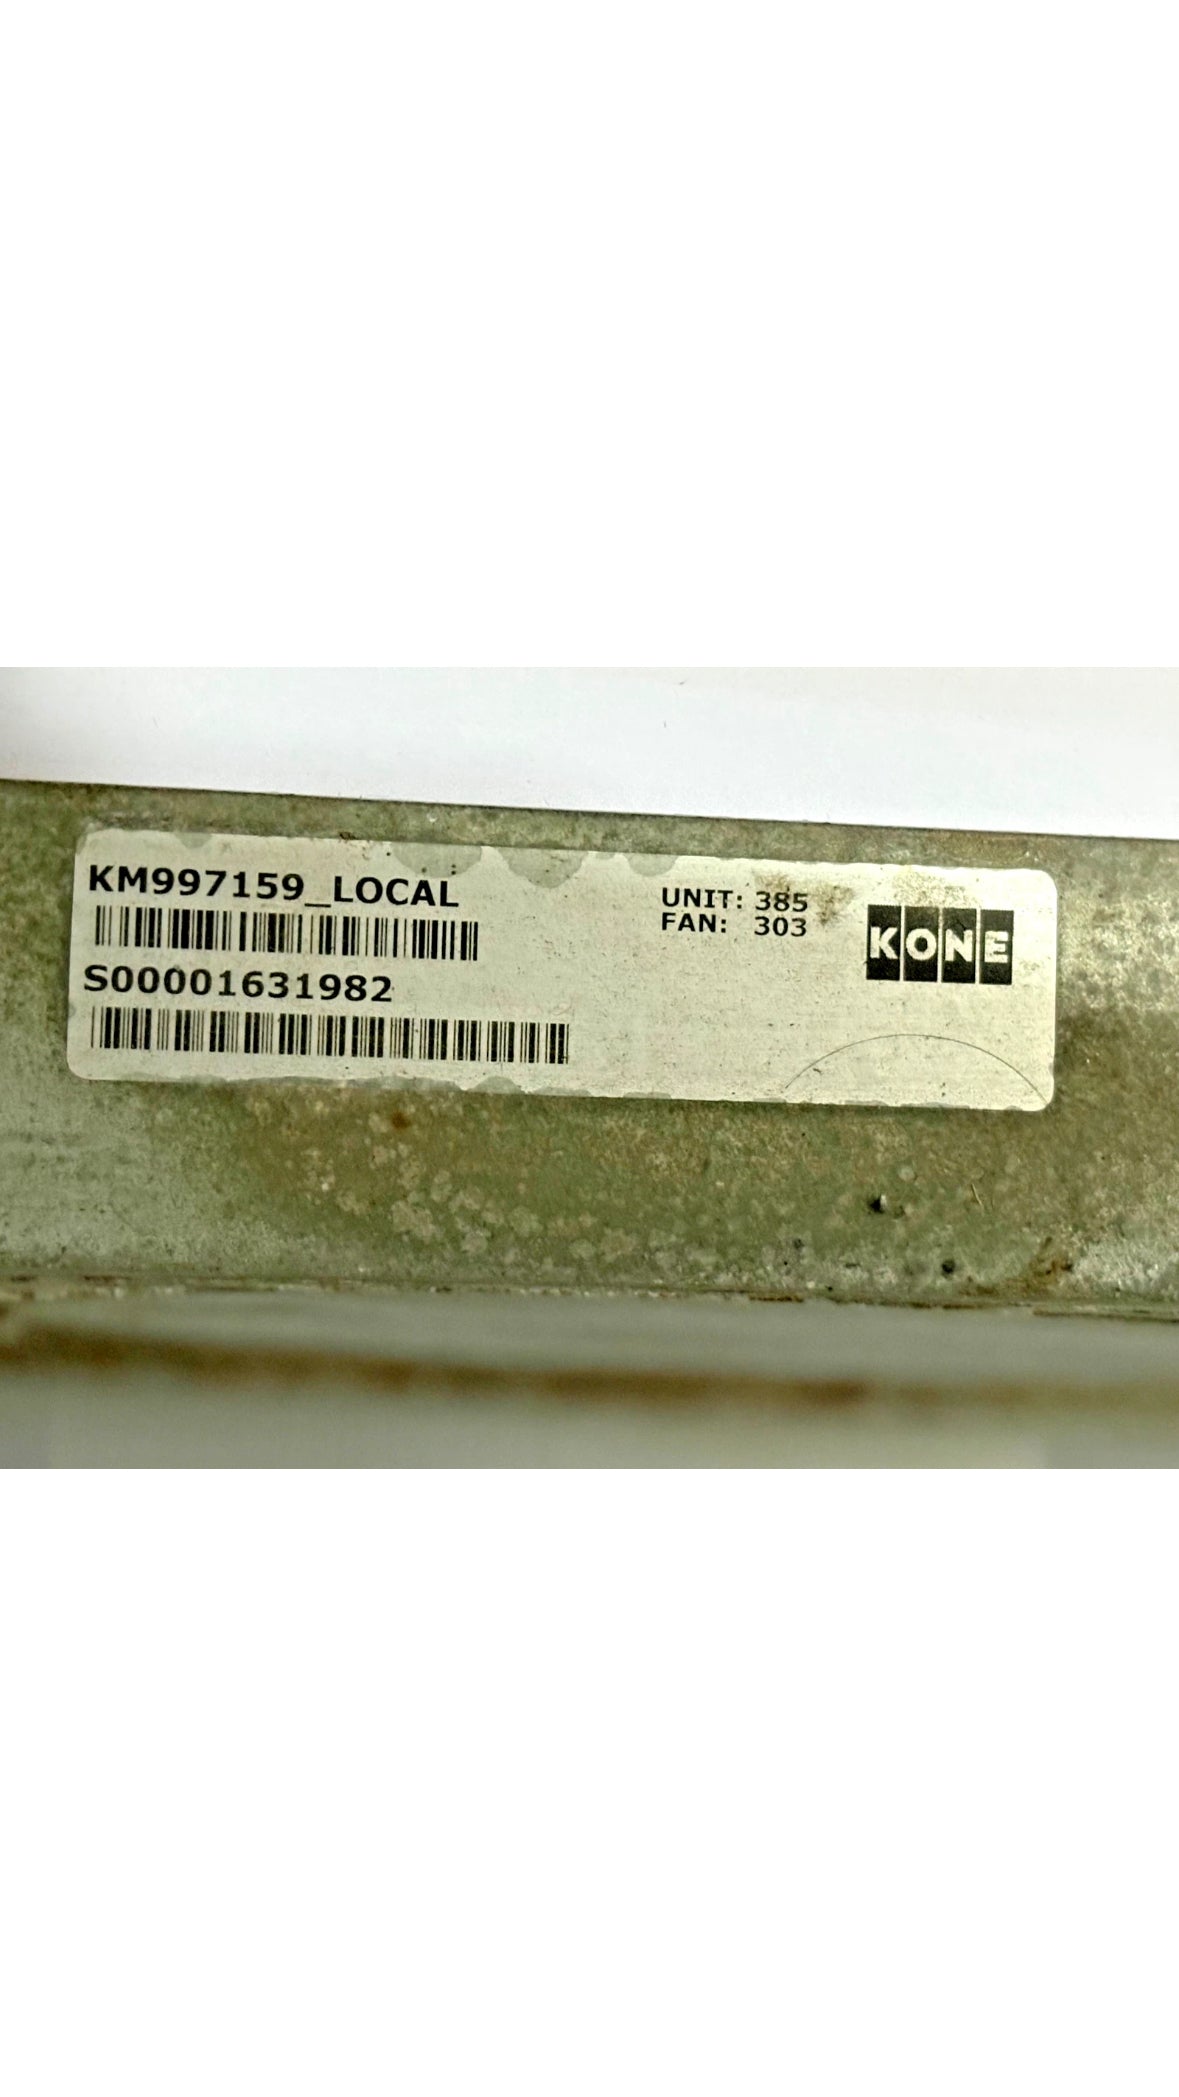 KM997159_LOCAL
S00001631982
UNIT: 385
FAN: 303
KONE